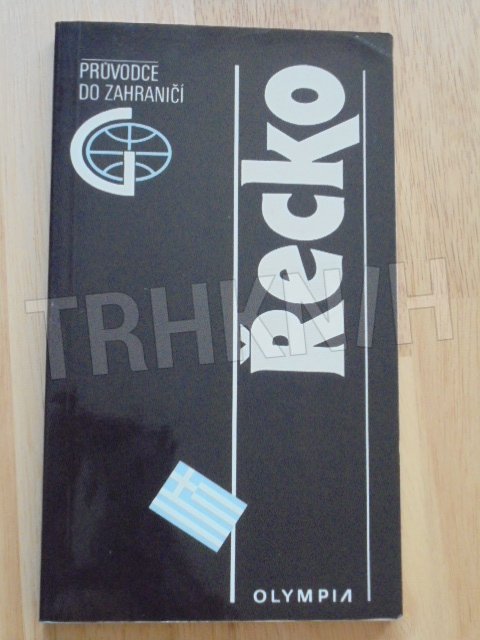 PRŮVODCE
DO ZAHRANIČÍ
G
Řecko
TRHKNIH
OLYMPIA